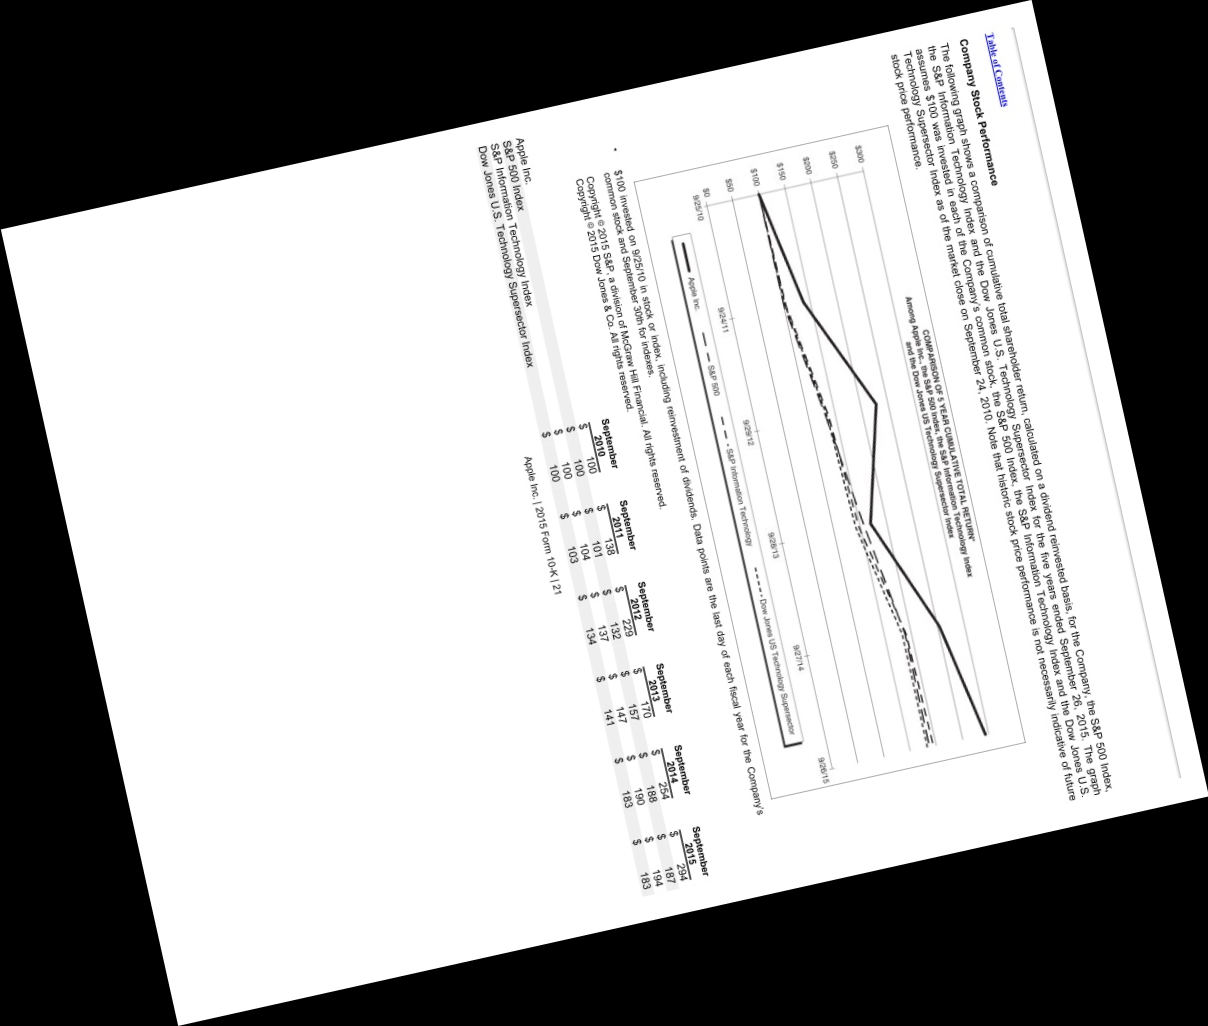 Table of Contents
Company Stock Performance
The following graph shows a comparison of cumulative total shareholder return, calculated on a dividend reinvested basis, for the Company, the S&P 500 Index,
the S&P Information Technology Index and the Dow Jones U.S. Technology Supersector Index for the five years ended September 26, 2015. The graph
assumes $100 was invested in each of the Company's common stock, the S&P 500 Index, the S&P Information Technology Index and the Dow Jones U.S.
Technology Supersector Index as of the market close on September 24, 2010. Note that historic stock price performance is not necessarily indicative of future
stock price performance.
COMPARISON OF 5 YEAR CUMULATIVE TOTAL RETURN*
Among Apple Inc., the S&P 500 Index, the S&P Information Technology Index
and the Dow Jones US Technology Supersector Index
$300
$250
$200
$150
$100
$50
$0
9/25/10 9/24/11 9/29/12 9/28/13 9/27/14 9/26/15
Apple Inc. S&P 500 S&P Information Technology Dow Jones US Technology Supersector
* $100 invested on 9/25/10 in stock or index, including reinvestment of dividends. Data points are the last day of each fiscal year for the Company's
common stock and September 30th for indexes.
Copyright © 2015 S&P, a division of McGraw Hill Financial. All rights reserved.
Copyright © 2015 Dow Jones & Co. All rights reserved.
September 2010 September 2011 September 2012 September 2013 September 2014 September 2015
Apple Inc. $ 100 $ 138 $ 229 $ 170 $ 254 $ 294
S&P 500 Index $ 100 $ 101 $ 132 $ 157 $ 188 $ 187
S&P Information Technology Index $ 100 $ 104 $ 137 $ 147 $ 190 $ 194
Dow Jones U.S. Technology Supersector Index $ 100 $ 103 $ 134 $ 141 $ 183 $ 183
Apple Inc. | 2015 Form 10-K | 21